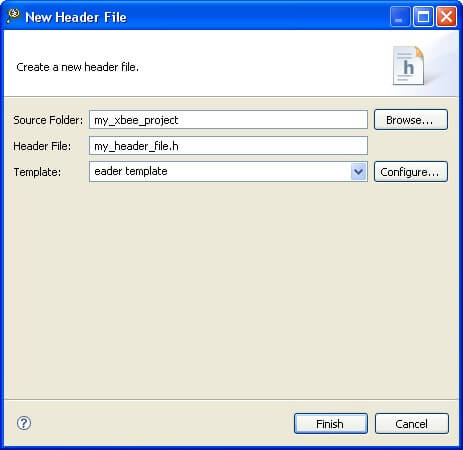 New Header File
Create a new header file.
h
Source Folder: my_xbee_project Browse...
Header File: my_header_file.h
Template: eader template Configure...
? Finish Cancel